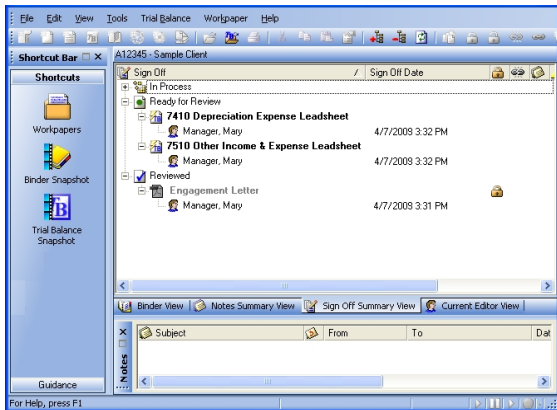 File Edit View Tools Trial Balance Workpaper Help
Shortcut Bar
A12345 - Sample Client
Shortcuts
Sign Off / Sign Off Date
In Process
Ready for Review
7410 Depreciation Expense Leadsheet
Manager, Mary 4/7/2009 3:32 PM
7510 Other Income & Expense Leadsheet
Manager, Mary 4/7/2009 3:32 PM
Reviewed
Engagement Letter
Manager, Mary 4/7/2009 3:31 PM
Workpapers
Binder Snapshot
TB
Trial Balance
Snapshot
Binder View Notes Summary View Sign Off Summary View Current Editor View
Notes
Subject From To Dat
Guidance
For Help, press F1